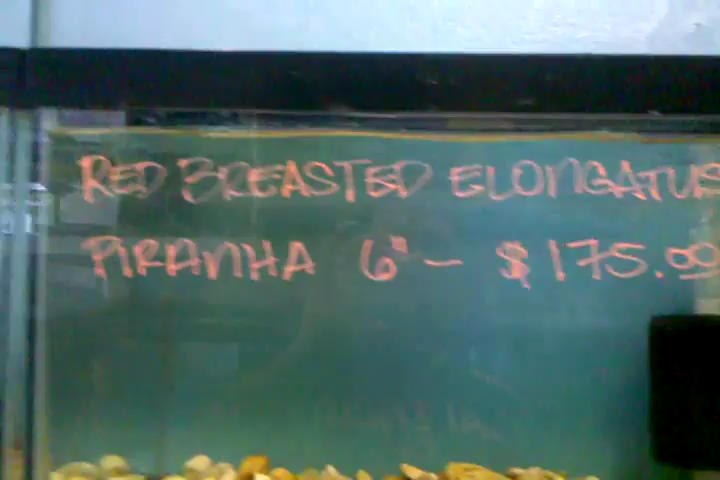 RED BREASTED ELONGATUS
PIRANHA 6" - $175.00